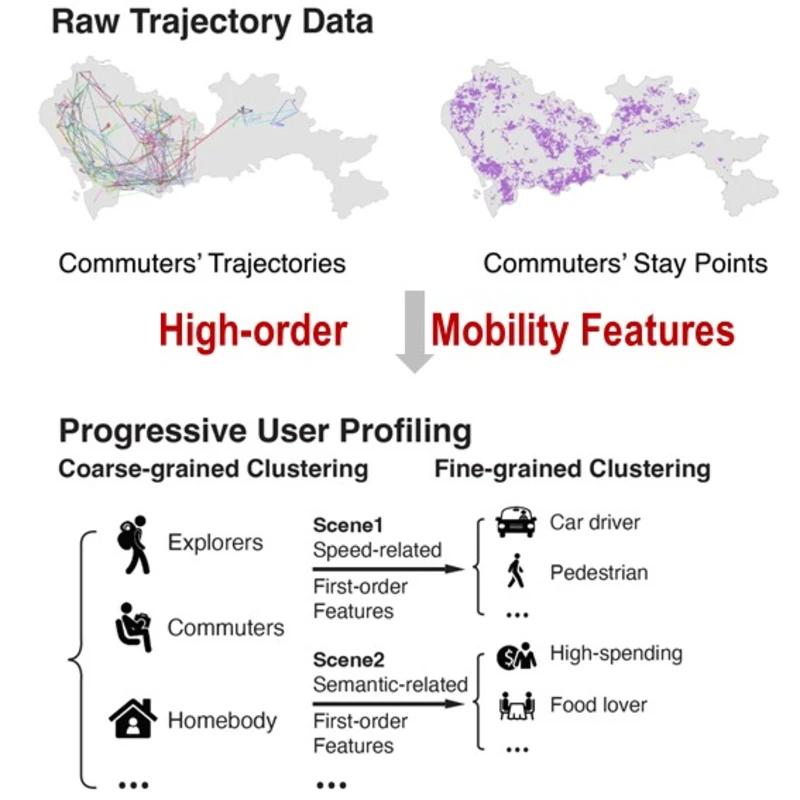 Raw Trajectory Data
Commuters' Trajectories
Commuters' Stay Points
High-order
Mobility Features
Progressive User Profiling
Coarse-grained Clustering
Fine-grained Clustering
Explorers
Commuters
Homebody
...
Scene1
Speed-related
First-order
Features
Scene2
Semantic-related
First-order
Features
...
Car driver
Pedestrian
...
High-spending
Food lover
...